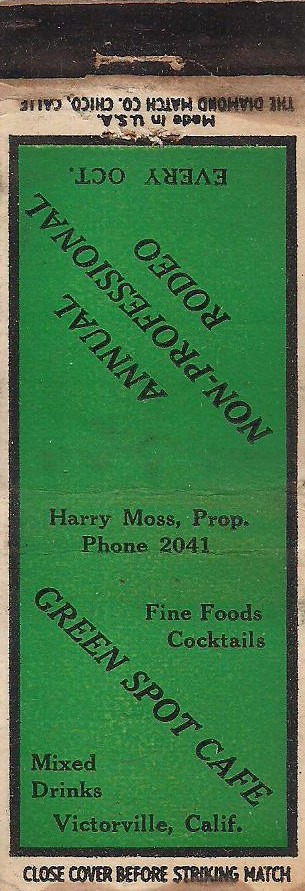 THE DIAMOND MATCH CO. CHICO, CALIF.
Made in U.S.A.
ANNUAL
NON-PROFESSIONAL
RODEO
EVERY OCT.
Harry Moss, Prop.
Phone 2041
Fine Foods
Cocktails
GREEN SPOT CAFE
Mixed
Drinks
Victorville, Calif.
CLOSE COVER BEFORE STRIKING MATCH